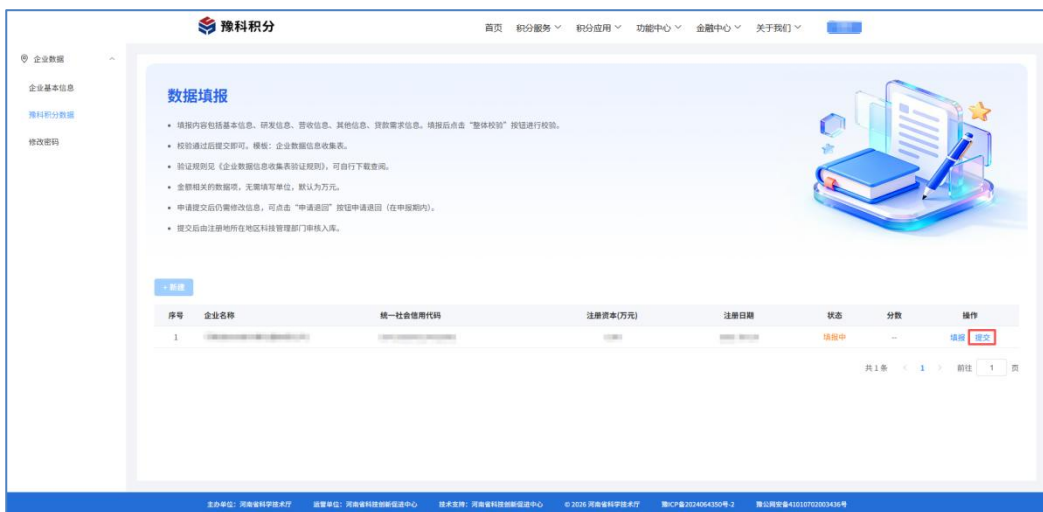 豫科积分
首页 积分服务 积分应用 功能中心 金融中心 关于我们
企业数据
企业基本信息
豫科积分数据
修改密码
数据填报
• 填报内容包括基本信息、研发信息、营收信息、其他信息、贷款需求信息。填报后点击“整体校验”按钮进行校验。
• 校验通过后提交即可。模板：企业数据信息收集表。
• 验证规则见《企业数据信息收集表验证规则》，可自行下载查阅。
• 金额相关的数据项，无需填写单位，默认为万元。
• 申请提交后仍需修改信息，可点击“申请退回”按钮申请退回（在申报期内）。
• 提交后由注册地所在地区科技管理部门审核入库。
+ 新建
序号 企业名称 统一社会信用代码 注册资本(万元) 注册日期 状态 分数 操作
1 填报中 -- 填报 提交
共 1 条 1 前往 1 页
主办单位：河南省科学技术厅 运营单位：河南省科技创新促进中心 技术支持：河南省科技创新促进中心 © 2026 河南省科学技术厅 豫ICP备2024064350号-2 豫公网安备41010702003436号